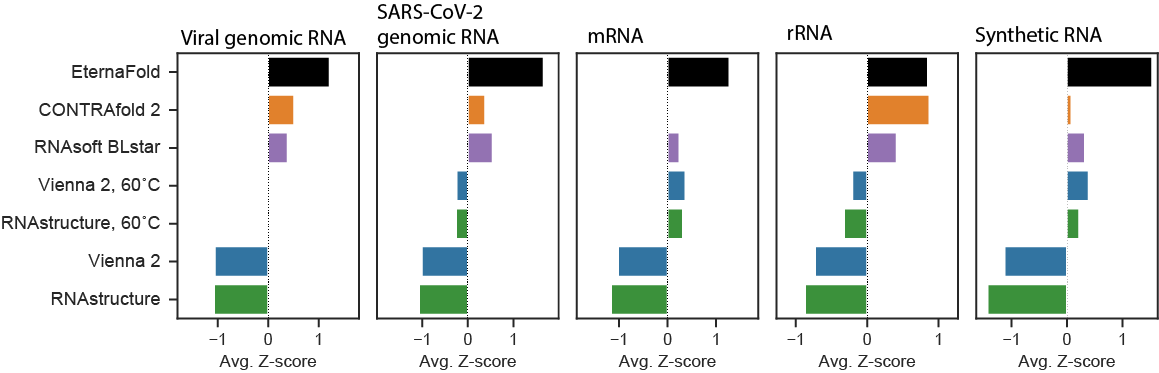 SARS-CoV-2
Viral genomic RNA genomic RNA mRNA rRNA Synthetic RNA
EternaFold
CONTRAfold 2
RNAsoft BLstar
Vienna 2, 60˚C
RNAstructure, 60˚C
Vienna 2
RNAstructure
−1 0 1 −1 0 1 −1 0 1 −1 0 1 −1 0 1
Avg. Z-score Avg. Z-score Avg. Z-score Avg. Z-score Avg. Z-score